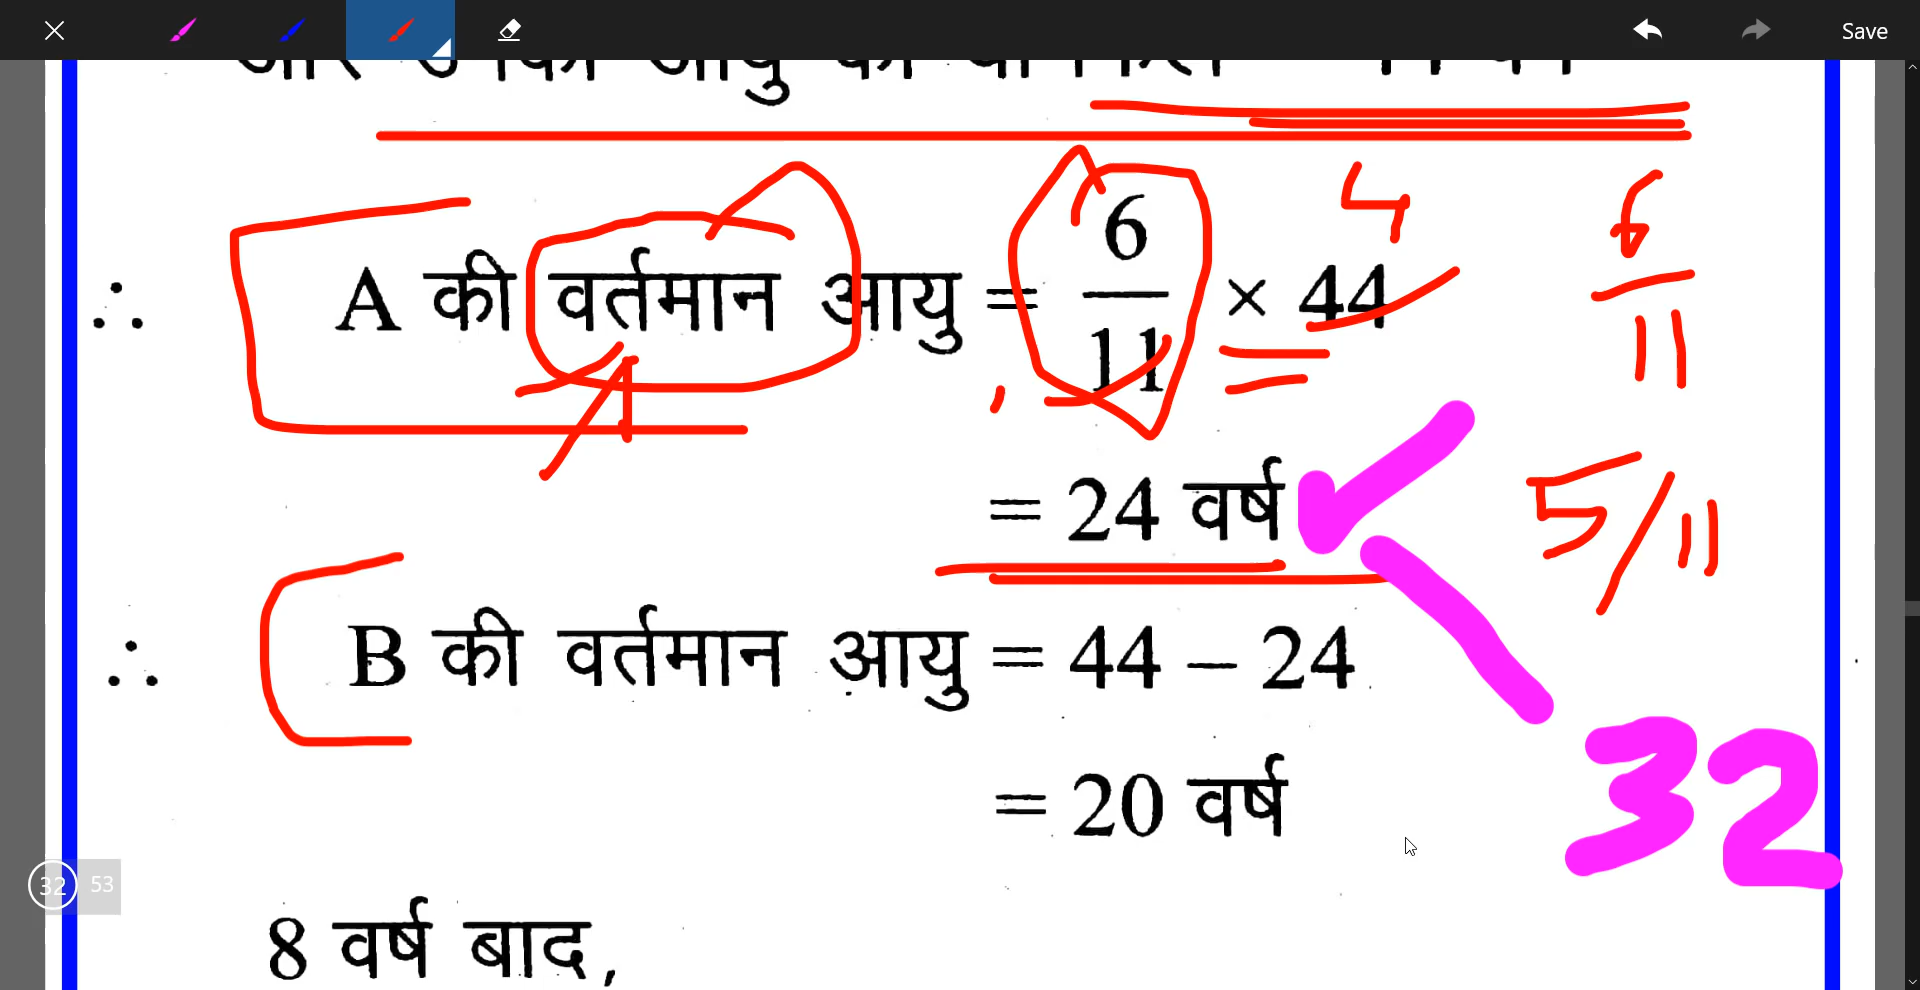 Save
∴ A की वर्तमान आयु = 6/11 × 44
4
6/11
= 24 वर्ष
5/11
∴ B की वर्तमान आयु = 44 – 24
= 20 वर्ष
32
32 53
8 वर्ष बाद,